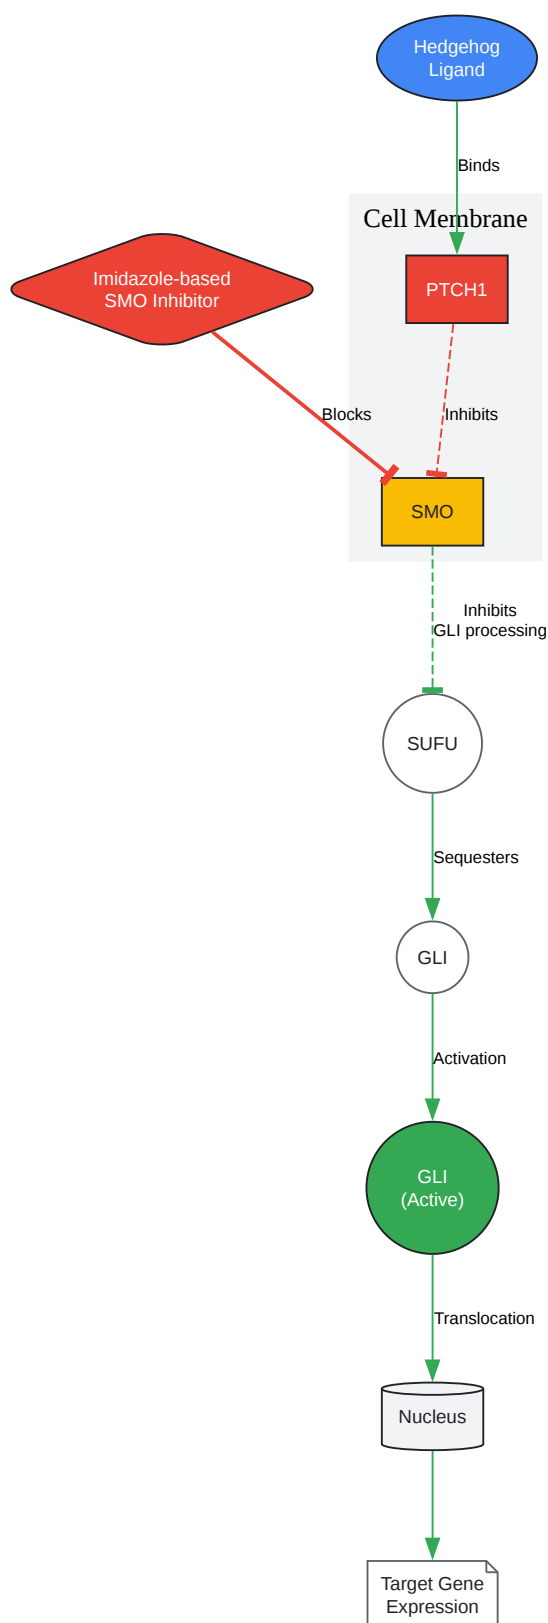 Hedgehog
Ligand
Binds
Cell Membrane
Imidazole-based
SMO Inhibitor
PTCH1
Blocks
Inhibits
SMO
Inhibits
GLI processing
SUFU
Sequesters
GLI
Activation
GLI
(Active)
Translocation
Nucleus
Target Gene
Expression